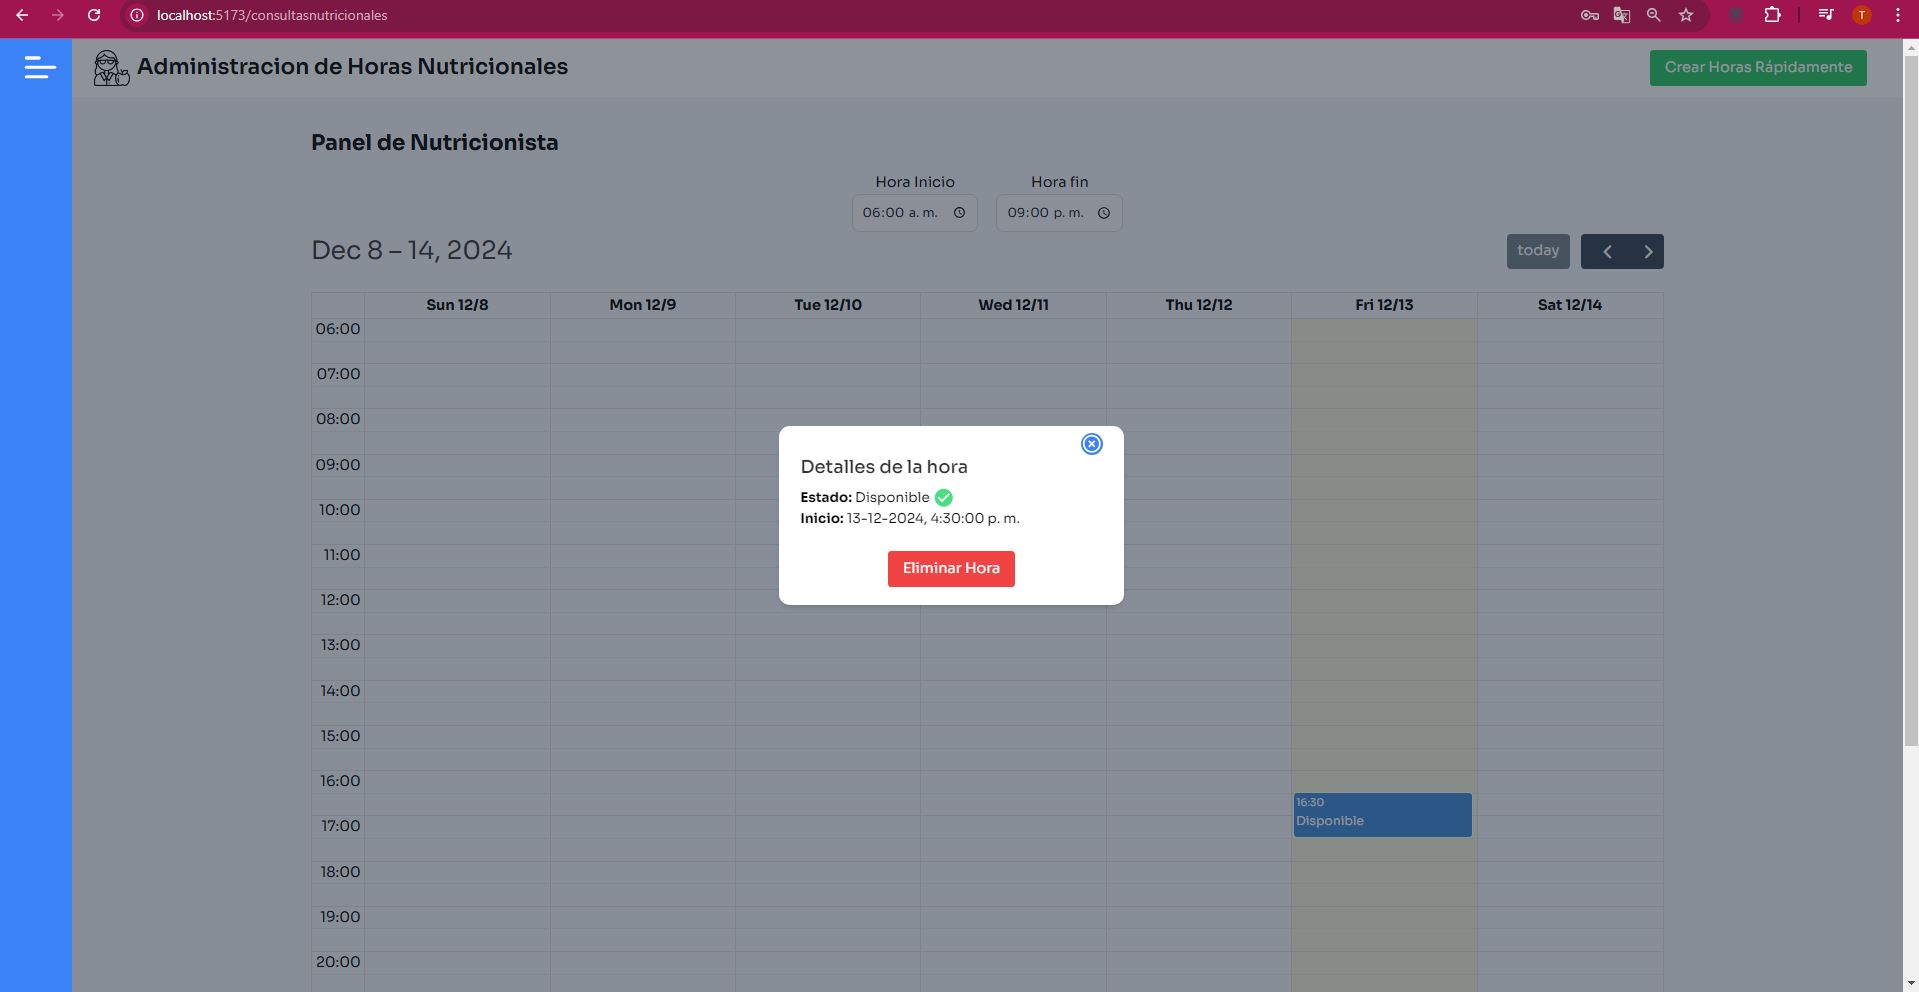 localhost:5173/consultasnutricionales
T
Administracion de Horas Nutricionales
Crear Horas Rápidamente
Panel de Nutricionista
Hora Inicio
Hora fin
06:00 a. m.
09:00 p. m.
Dec 8 – 14, 2024
today
Sun 12/8
Mon 12/9
Tue 12/10
Wed 12/11
Thu 12/12
Fri 12/13
Sat 12/14
06:00
07:00
08:00
09:00
10:00
11:00
12:00
13:00
14:00
15:00
16:00
17:00
18:00
19:00
20:00
Detalles de la hora
Estado: Disponible
Inicio: 13-12-2024, 4:30:00 p. m.
Eliminar Hora
16:30
Disponible